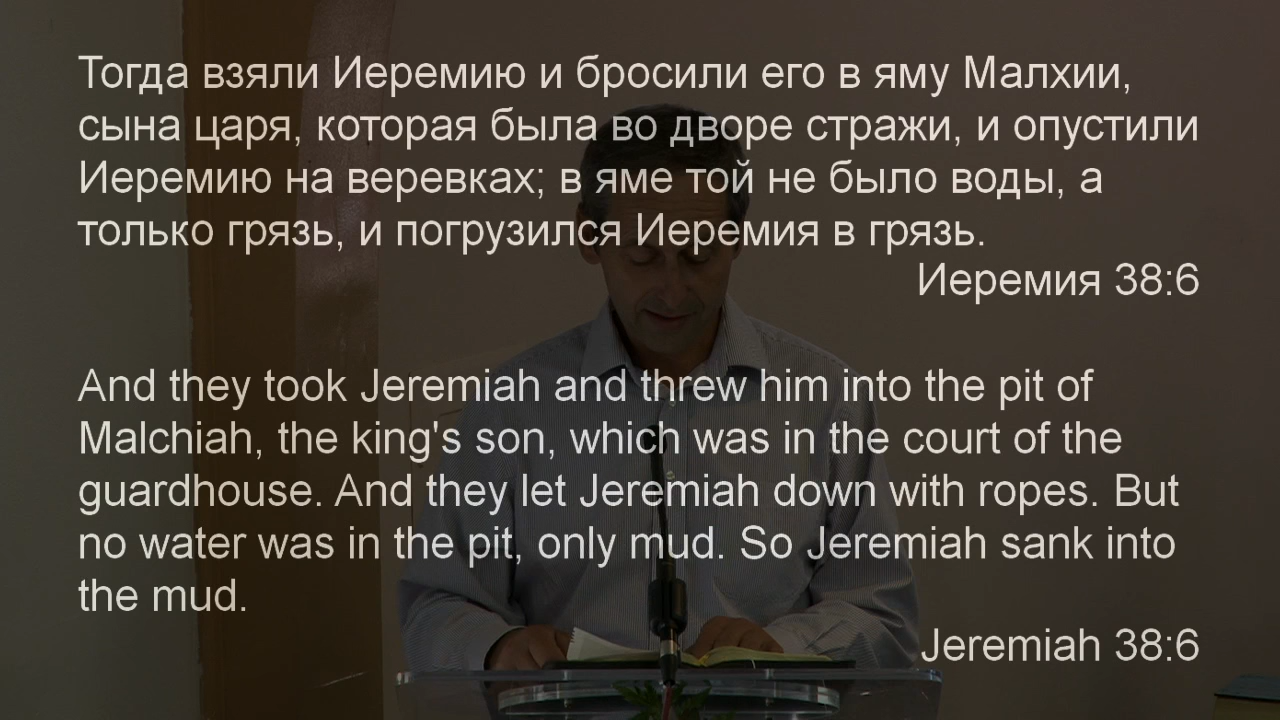 Тогда взяли Иеремию и бросили его в яму Малхии,
сына царя, которая была во дворе стражи, и опустили
Иеремию на веревках; в яме той не было воды, а
только грязь, и погрузился Иеремия в грязь.
Иеремия 38:6
And they took Jeremiah and threw him into the pit of
Malchiah, the king's son, which was in the court of the
guardhouse. And they let Jeremiah down with ropes. But
no water was in the pit, only mud. So Jeremiah sank into
the mud.
Jeremiah 38:6